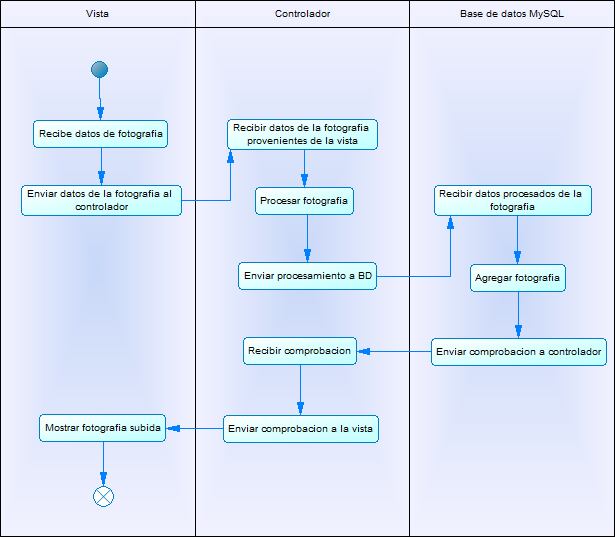 Vista
Controlador
Base de datos MySQL
Recibe datos de fotografia
Enviar datos de la fotografia al
controlador
Recibir datos de la fotografia
provenientes de la vista
Procesar fotografia
Enviar procesamiento a BD
Recibir datos procesados de la
fotografia
Agregar fotografia
Enviar comprobacion a controlador
Recibir comprobacion
Enviar comprobacion a la vista
Mostrar fotografia subida